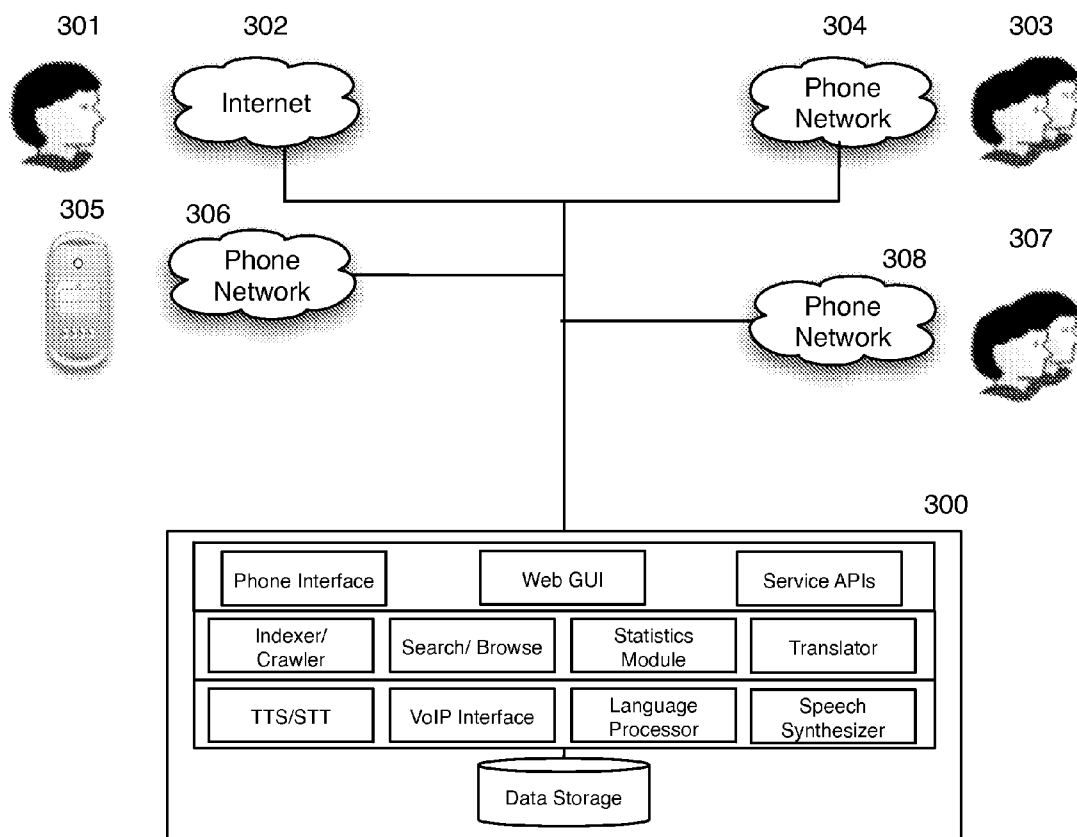 301
302
304
303
Internet
Phone
Network
305
306
Phone
Network
308
307
Phone
Network
300
Phone Interface
Web GUI
Service APIs
Indexer/
Crawler
Search/ Browse
Statistics
Module
Translator
TTS/STT
VoIP Interface
Language
Processor
Speech
Synthesizer
Data Storage